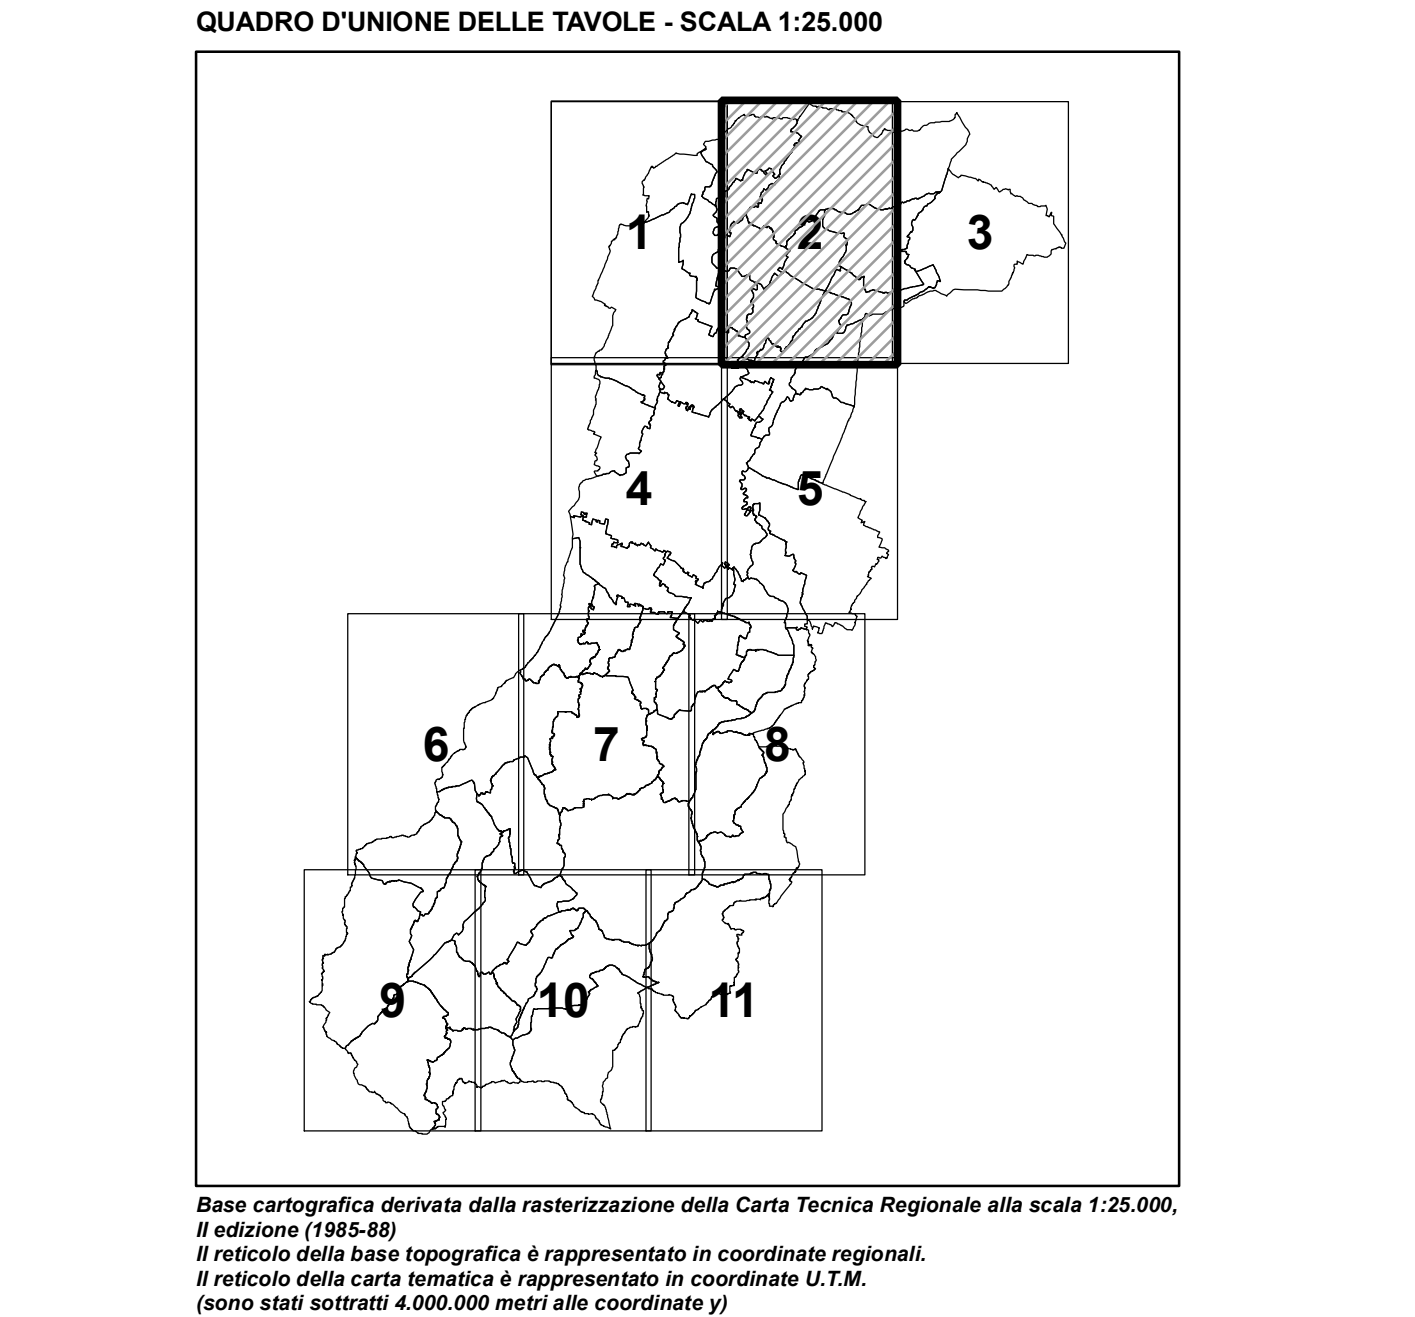 QUADRO D'UNIONE DELLE TAVOLE - SCALA 1:25.000
1
2
3
4
5
6
7
8
9
10
11
Base cartografica derivata dalla rasterizzazione della Carta Tecnica Regionale alla scala 1:25.000,
II edizione (1985-88)
Il reticolo della base topografica è rappresentato in coordinate regionali.
Il reticolo della carta tematica è rappresentato in coordinate U.T.M.
(sono stati sottratti 4.000.000 metri alle coordinate y)